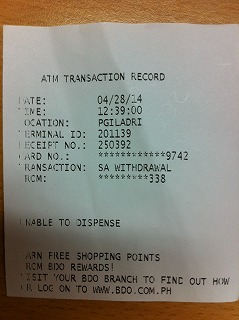 ATM TRANSACTION RECORD
DATE: 04/28/14
TIME: 12:39:00
LOCATION: PGILADRI
TERMINAL ID: 201139
RECEIPT NO.: 250392
CARD NO.: ************9742
TRANSACTION: SA WITHDRAWAL
FROM: *********338
UNABLE TO DISPENSE
EARN FREE SHOPPING POINTS
FROM BDO REWARDS!
VISIT YOUR BDO BRANCH TO FIND OUT HOW
OR LOG ON TO WWW.BDO.COM.PH